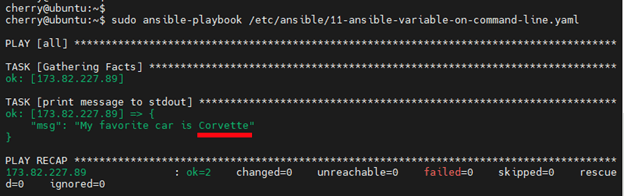 cherry@ubuntu:~$
cherry@ubuntu:~$ sudo ansible-playbook /etc/ansible/11-ansible-variable-on-command-line.yaml
PLAY [all] *********************************************************************************
TASK [Gathering Facts] *********************************************************************
ok: [173.82.227.89]
TASK [print message to stdout] *************************************************************
ok: [173.82.227.89] => {
    "msg": "My favorite car is Corvette"
}
PLAY RECAP *********************************************************************************
173.82.227.89              : ok=2    changed=0    unreachable=0    failed=0    skipped=0    rescue
d=0    ignored=0